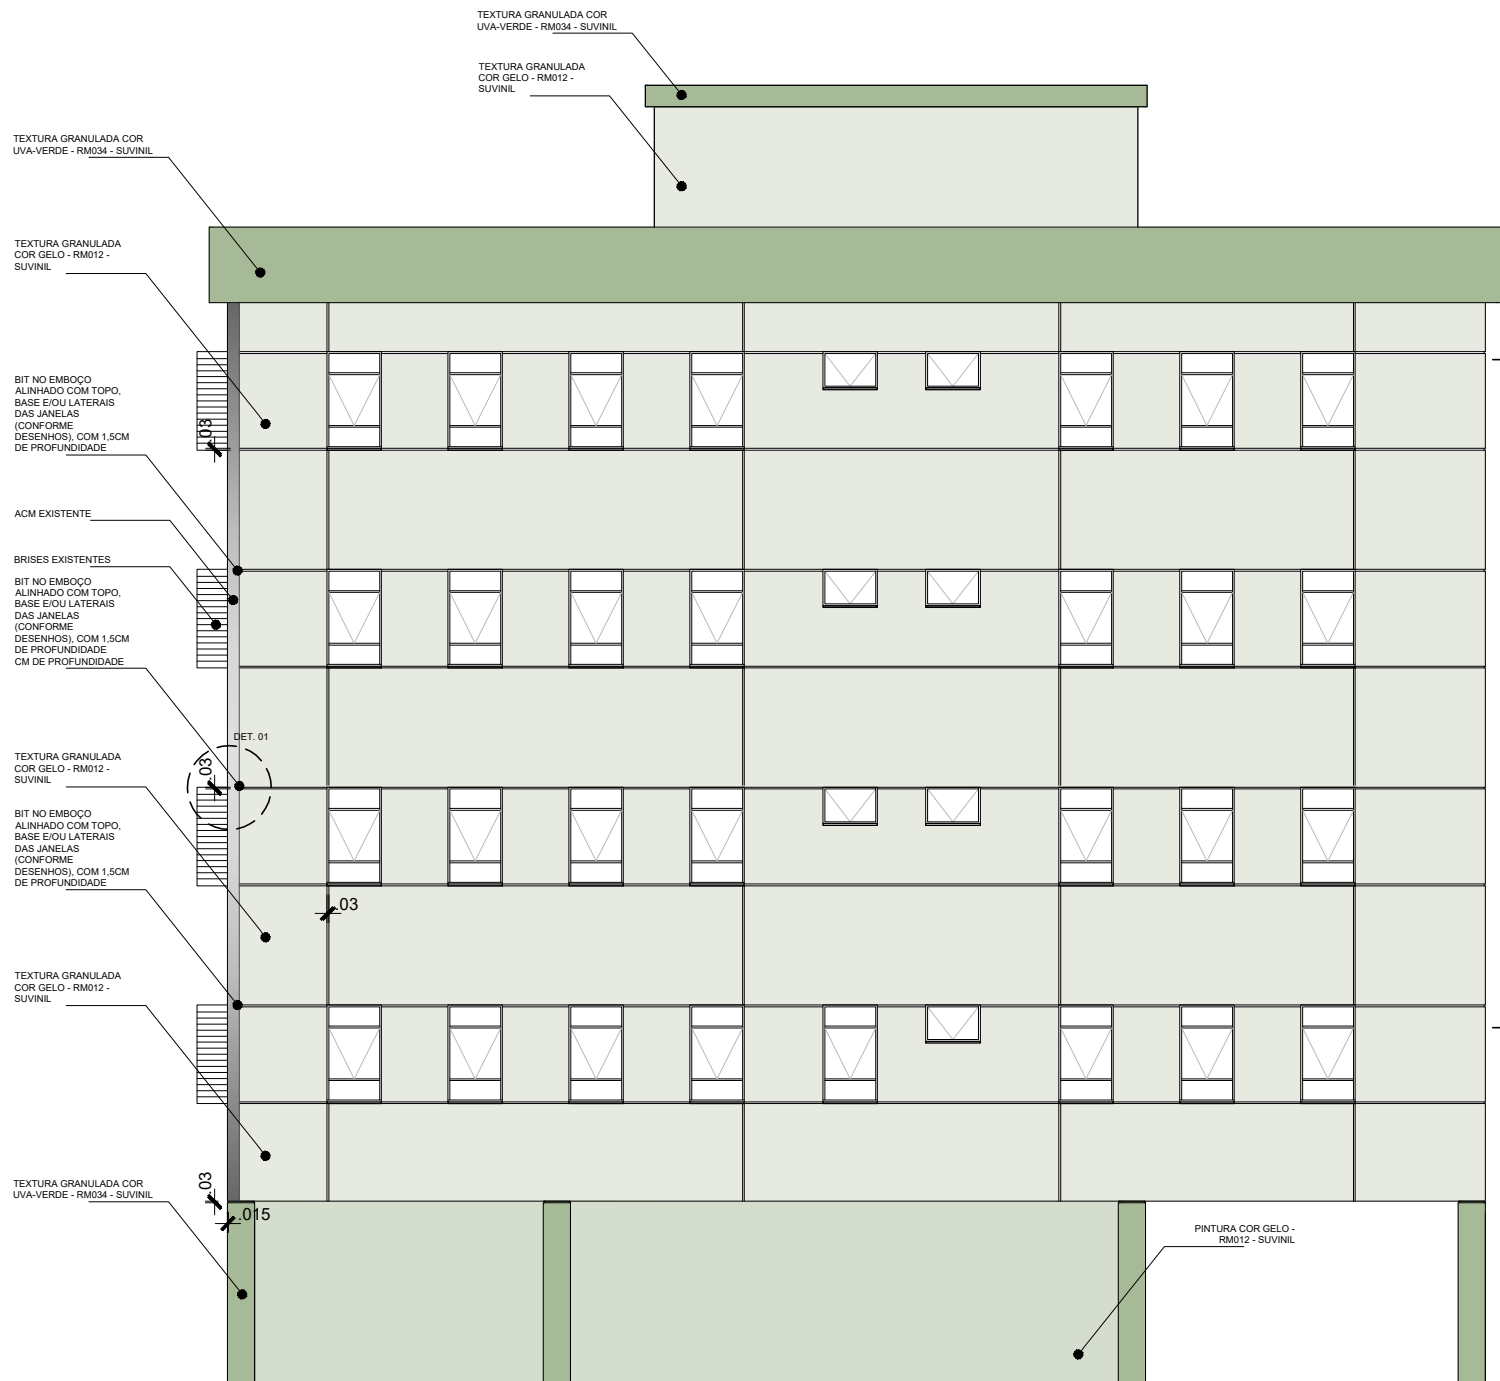 TEXTURA GRANULADA COR
UVA-VERDE - RM034 - SUVINIL
TEXTURA GRANULADA
COR GELO - RM012 -
SUVINIL
TEXTURA GRANULADA COR
UVA-VERDE - RM034 - SUVINIL
TEXTURA GRANULADA
COR GELO - RM012 -
SUVINIL
BIT NO EMBOÇO
ALINHADO COM TOPO,
BASE E/OU LATERAIS
DAS JANELAS
(CONFORME
DESENHOS), COM 1,5CM
DE PROFUNDIDADE
.03
ACM EXISTENTE
BRISES EXISTENTES
BIT NO EMBOÇO
ALINHADO COM TOPO,
BASE E/OU LATERAIS
DAS JANELAS
(CONFORME
DESENHOS), COM 1,5CM
DE PROFUNDIDADE
CM DE PROFUNDIDADE
DET. 01
.03
TEXTURA GRANULADA
COR GELO - RM012 -
SUVINIL
BIT NO EMBOÇO
ALINHADO COM TOPO,
BASE E/OU LATERAIS
DAS JANELAS
(CONFORME
DESENHOS), COM 1,5CM
DE PROFUNDIDADE
.03
TEXTURA GRANULADA
COR GELO - RM012 -
SUVINIL
TEXTURA GRANULADA COR
UVA-VERDE - RM034 - SUVINIL
.03
.015
PINTURA COR GELO -
RM012 - SUVINIL